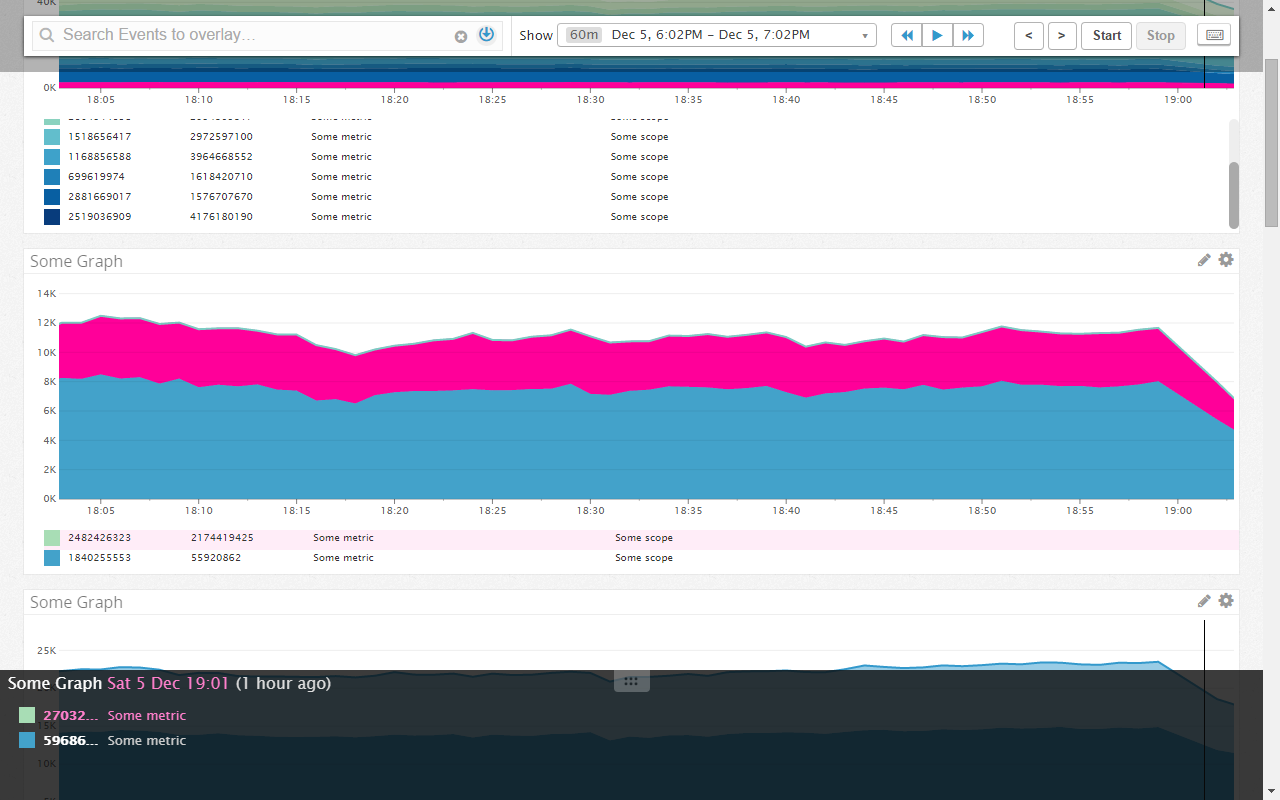 40K
Search Events to overlay...
Show 60m Dec 5, 6:02PM – Dec 5, 7:02PM
< > Start Stop
0K
18:05 18:10 18:15 18:20 18:25 18:30 18:35 18:40 18:45 18:50 18:55 19:00
1518656417 2972597100 Some metric Some scope
1168856588 3964668552 Some metric Some scope
699619974 1618420710 Some metric Some scope
2881669017 1576707670 Some metric Some scope
2519036909 4176180190 Some metric Some scope
Some Graph
14K
12K
10K
8K
6K
4K
2K
0K
18:05 18:10 18:15 18:20 18:25 18:30 18:35 18:40 18:45 18:50 18:55 19:00
2482426323 2174419425 Some metric Some scope
1840255553 55920862 Some metric Some scope
Some Graph
25K
Some Graph Sat 5 Dec 19:01 (1 hour ago)
27032... Some metric
15K
59686... Some metric
10K